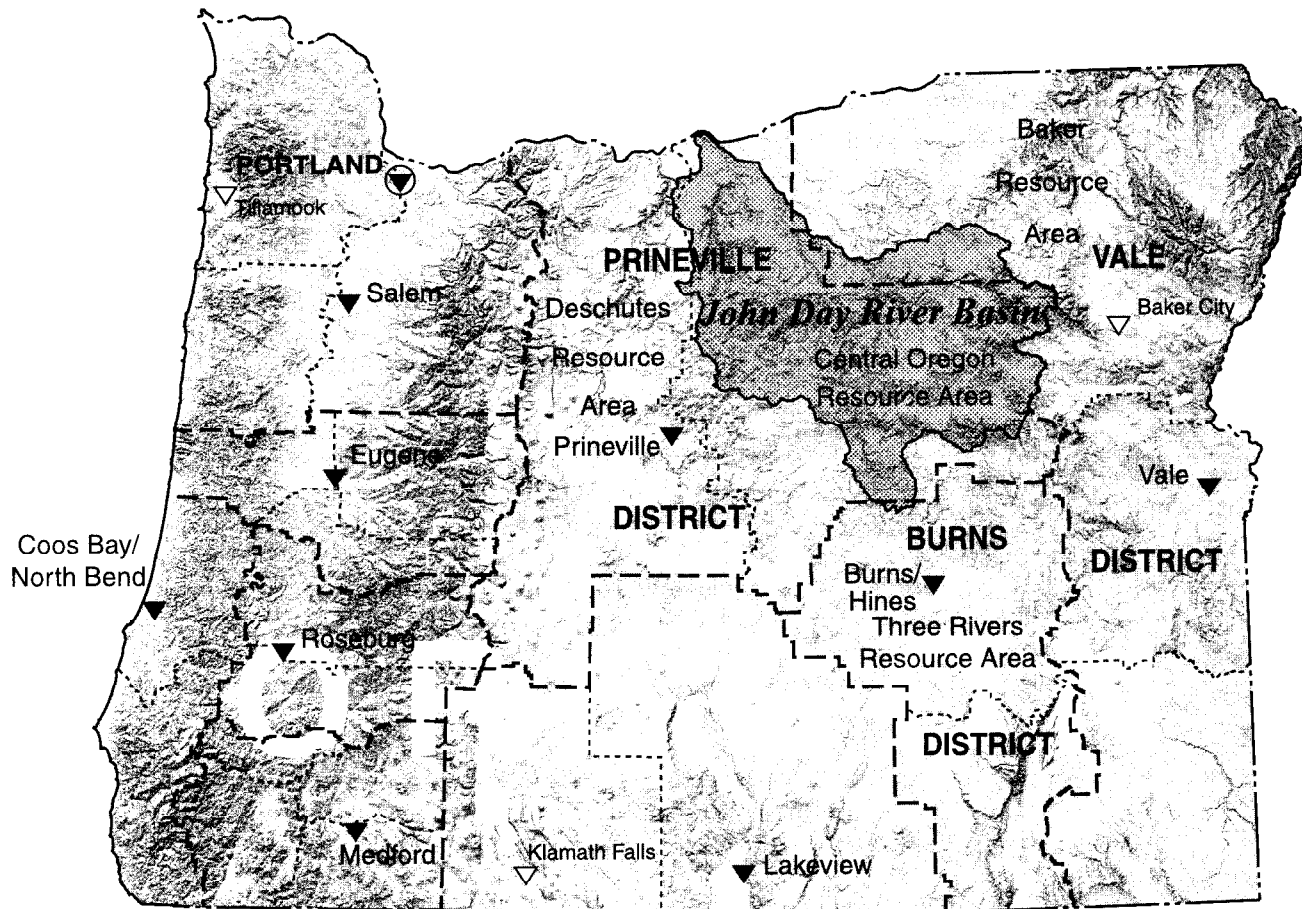 Baker
Resource
Area
PORTLAND
Tillamook
PRINEVILLE
VALE
Salem
Deschutes
Resource
Area
John Day River Basin
Baker City
Central Oregon
Resource Area
Prineville
Eugene
Vale
DISTRICT
BURNS
Coos Bay/
North Bend
DISTRICT
Burns/
Hines
Three Rivers
Resource Area
Roseburg
DISTRICT
Medford
Klamath Falls
Lakeview